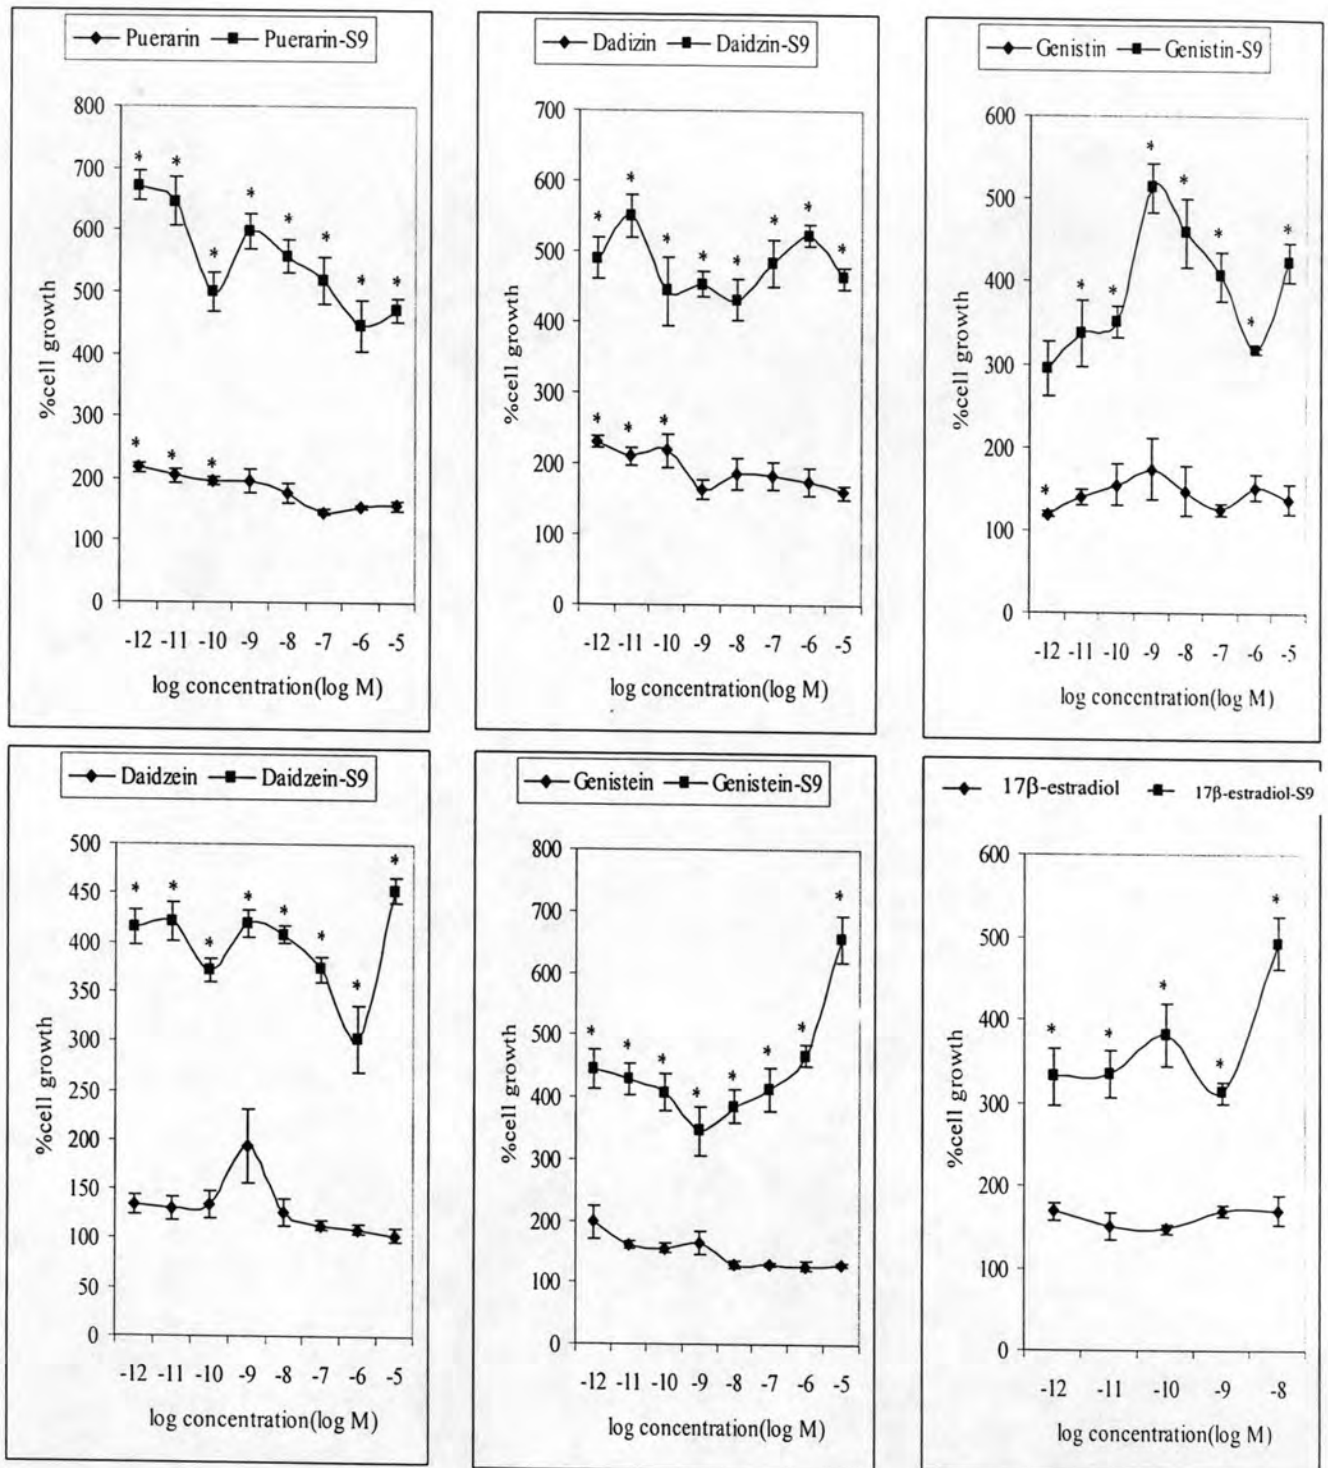 Puerarin Puerarin-S9
800
700
600
500
400
300
200
100
0
%cell growth
* * * * * * * *
* * *
-12 -11 -10 -9 -8 -7 -6 -5
log concentration(log M)
Dadizin Daidzin-S9
700
600
500
400
300
200
100
0
%cell growth
* * * * * * * *
* * *
-12 -11 -10 -9 -8 -7 -6 -5
log concentration(log M)
Genistin Genistin-S9
600
500
400
300
200
100
0
%cell growth
* * * * * * *
*
-12 -11 -10 -9 -8 -7 -6 -5
log concentration(log M)
Daidzein Daidzein-S9
500
450
400
350
300
250
200
150
100
50
0
%cell growth
* * * * * * * *
-12 -11 -10 -9 -8 -7 -6 -5
log concentration(log M)
Genistein Genistein-S9
800
700
600
500
400
300
200
100
0
%cell growth
* * * * * * * *
-12 -11 -10 -9 -8 -7 -6 -5
log concentration(log M)
17β-estradiol 17β-estradiol-S9
600
500
400
300
200
100
0
%cell growth
* * * * *
-12 -11 -10 -9 -8
log concentration(log M)